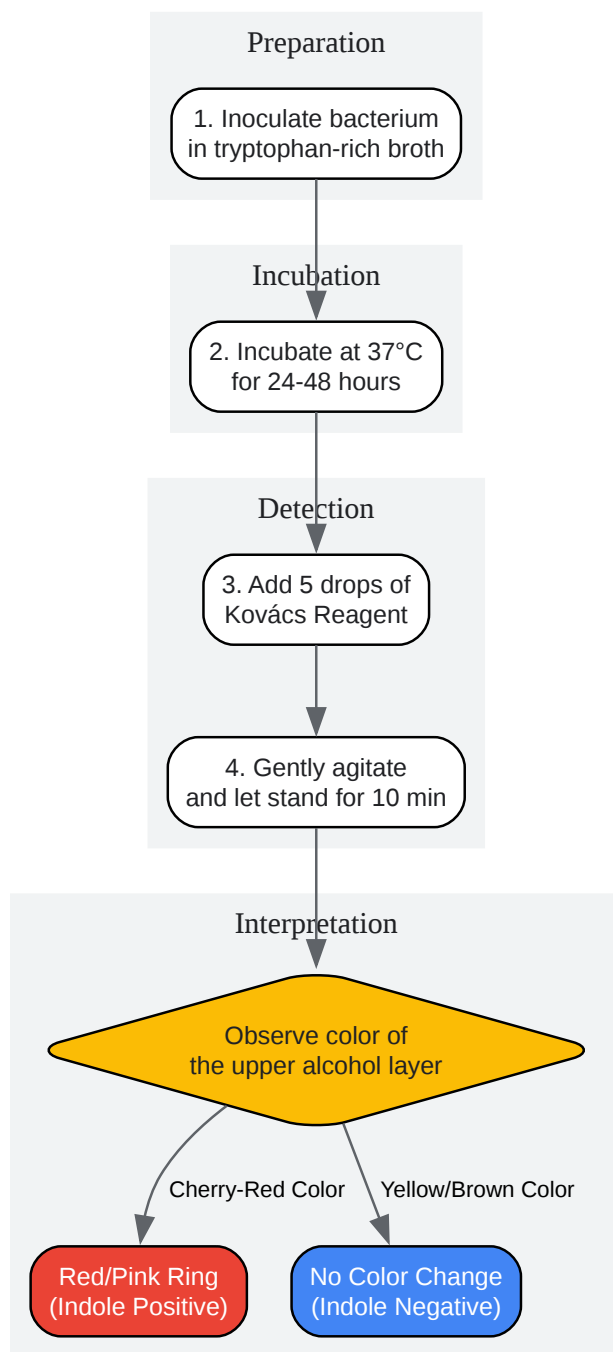 Preparation
1. Inoculate bacterium
in tryptophan-rich broth
Incubation
2. Incubate at 37°C
for 24-48 hours
Detection
3. Add 5 drops of
Kovács Reagent
4. Gently agitate
and let stand for 10 min
Interpretation
Observe color of
the upper alcohol layer
Cherry-Red Color
Yellow/Brown Color
Red/Pink Ring
(Indole Positive)
No Color Change
(Indole Negative)